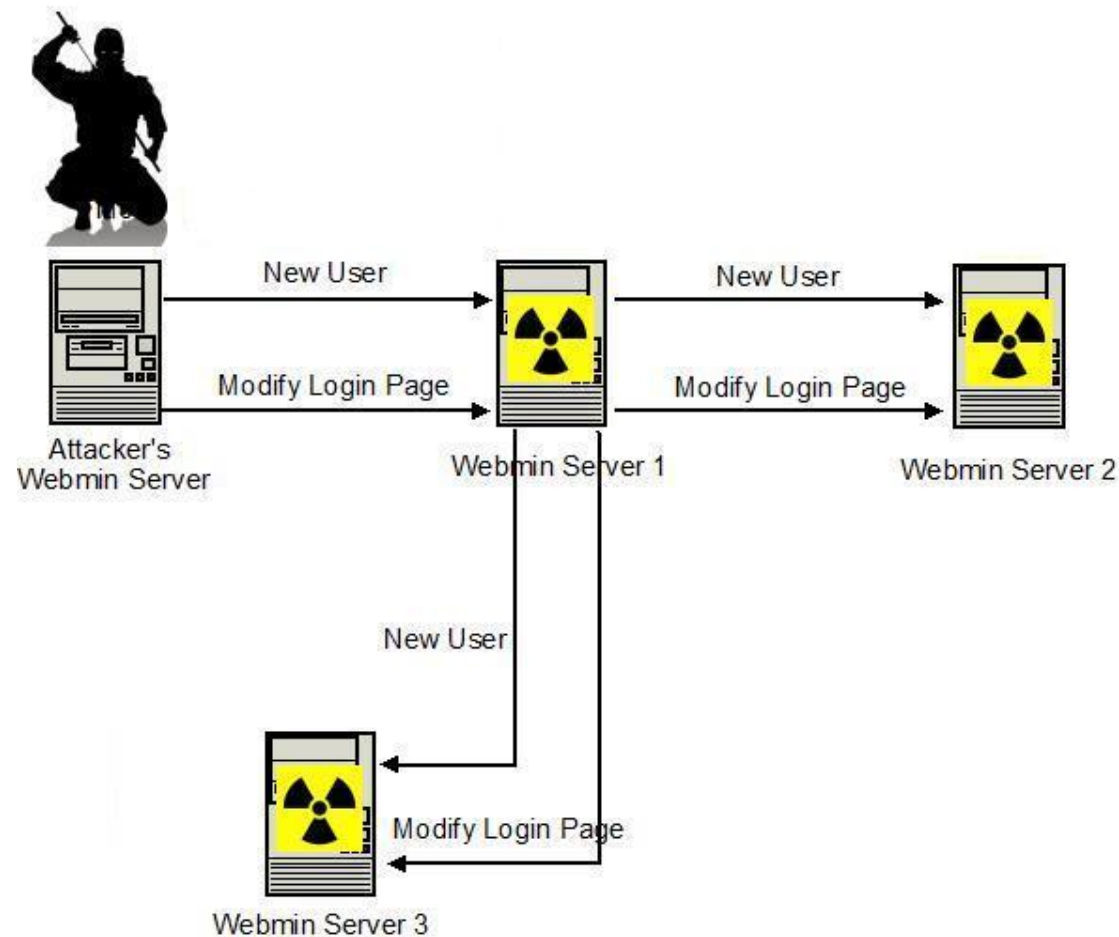 New User
New User
Modify Login Page
Modify Login Page
Attacker's
Webmin Server
Webmin Server 1
Webmin Server 2
New User
Modify Login Page
Webmin Server 3